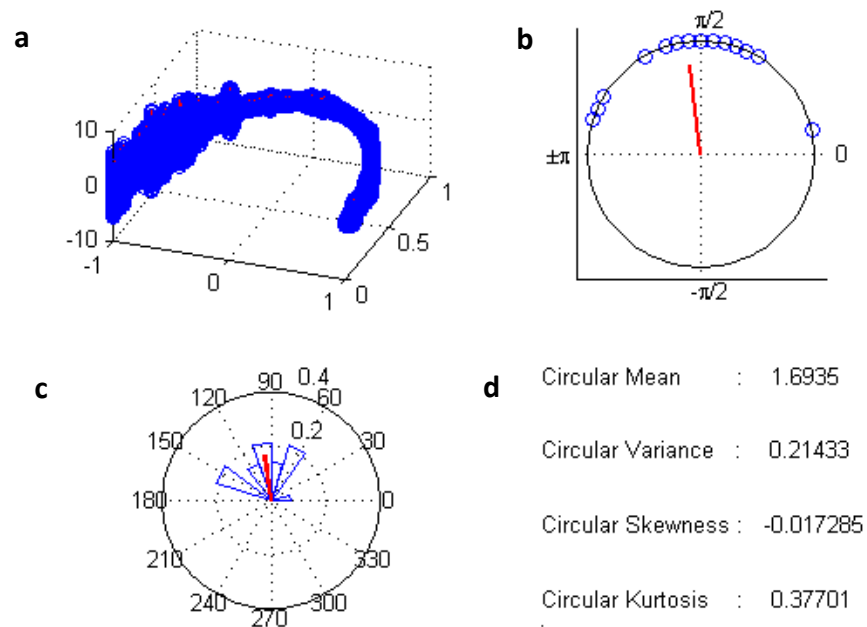 a
10
0
-10
-1
0
1
0
0.5
1
b
π/2
±π
0
-π/2
c
90
0.4
120
60
0.2
150
30
180
0
210
330
240
300
270
d
Circular Mean : 1.6935
Circular Variance : 0.21433
Circular Skewness : -0.017285
Circular Kurtosis : 0.37701